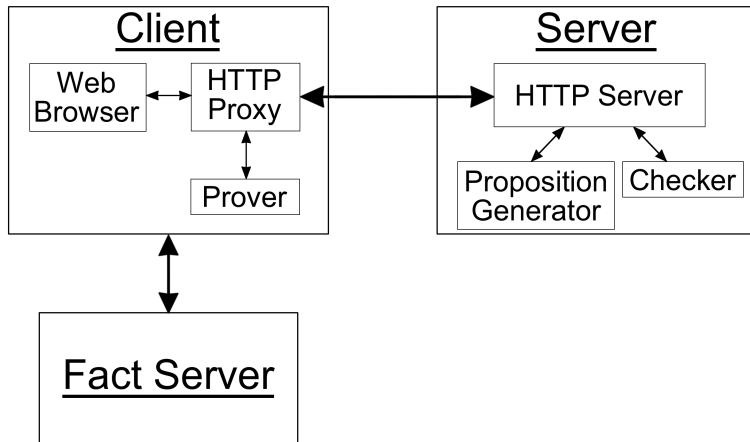 Client
Web
Browser
HTTP
Proxy
Prover
Server
HTTP Server
Proposition
Generator
Checker
Fact Server